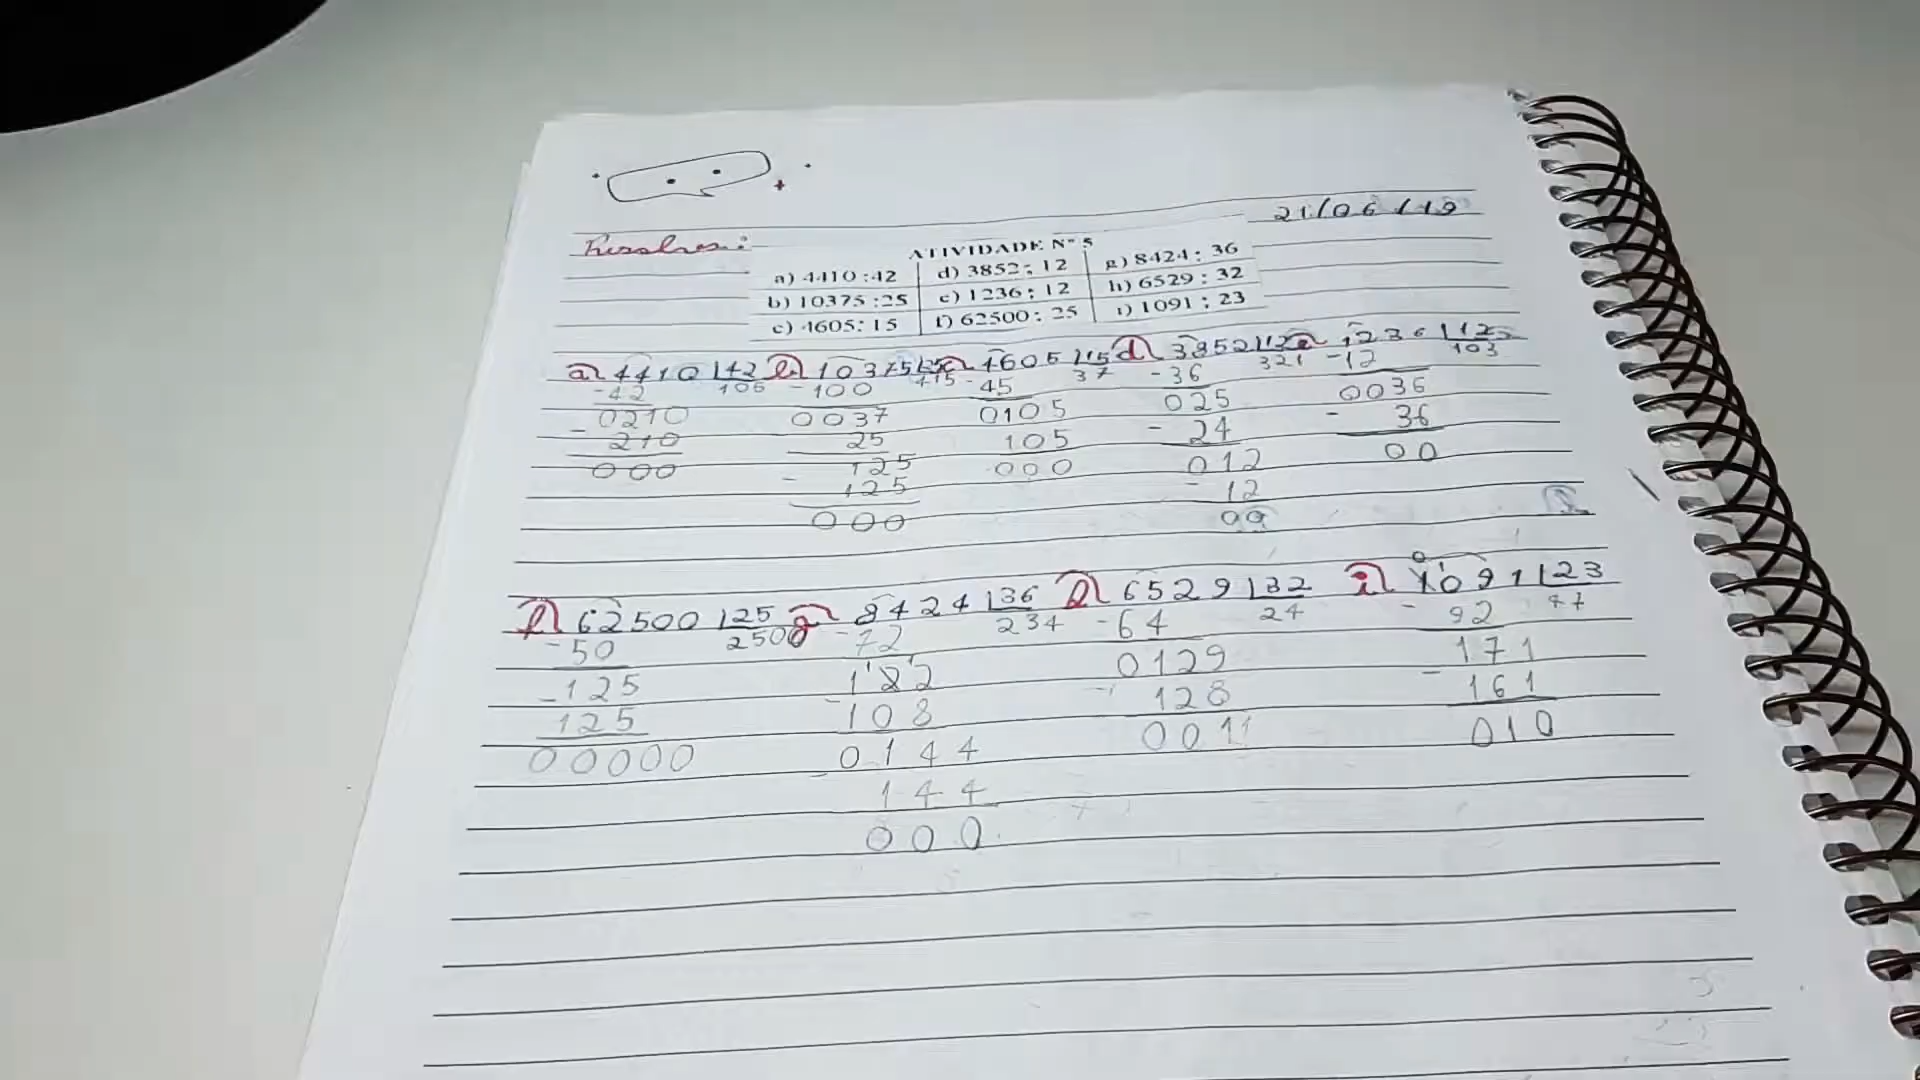 21/06/19
Resolva:
ATIVIDADE Nº 5
a) 4410 :42 d) 3852 : 12 g) 8424 : 36
b) 10375 :25 e) 1236 : 12 h) 6529 : 32
c) 4605 : 15 f) 62500 : 25 i) 1091 : 23
a) 4410 42 b) 10375 25 c) 4605 15 d) 3852 12 e) 1236 12
-42 105 -100 415 -45 37 -36 321 -12 103
0210 0037 0105 025 0036
-210 25 105 -24 -36
000 125 000 012 00
-125 -12
000 00
f) 62500 25 g) 8424 36 h) 6529 32 i) 1091 23
-50 2500 -72 234 -64 24 -92 47
-125 122 0129 171
125 -108 -128 -161
00000 0144 0011 010
-144
000